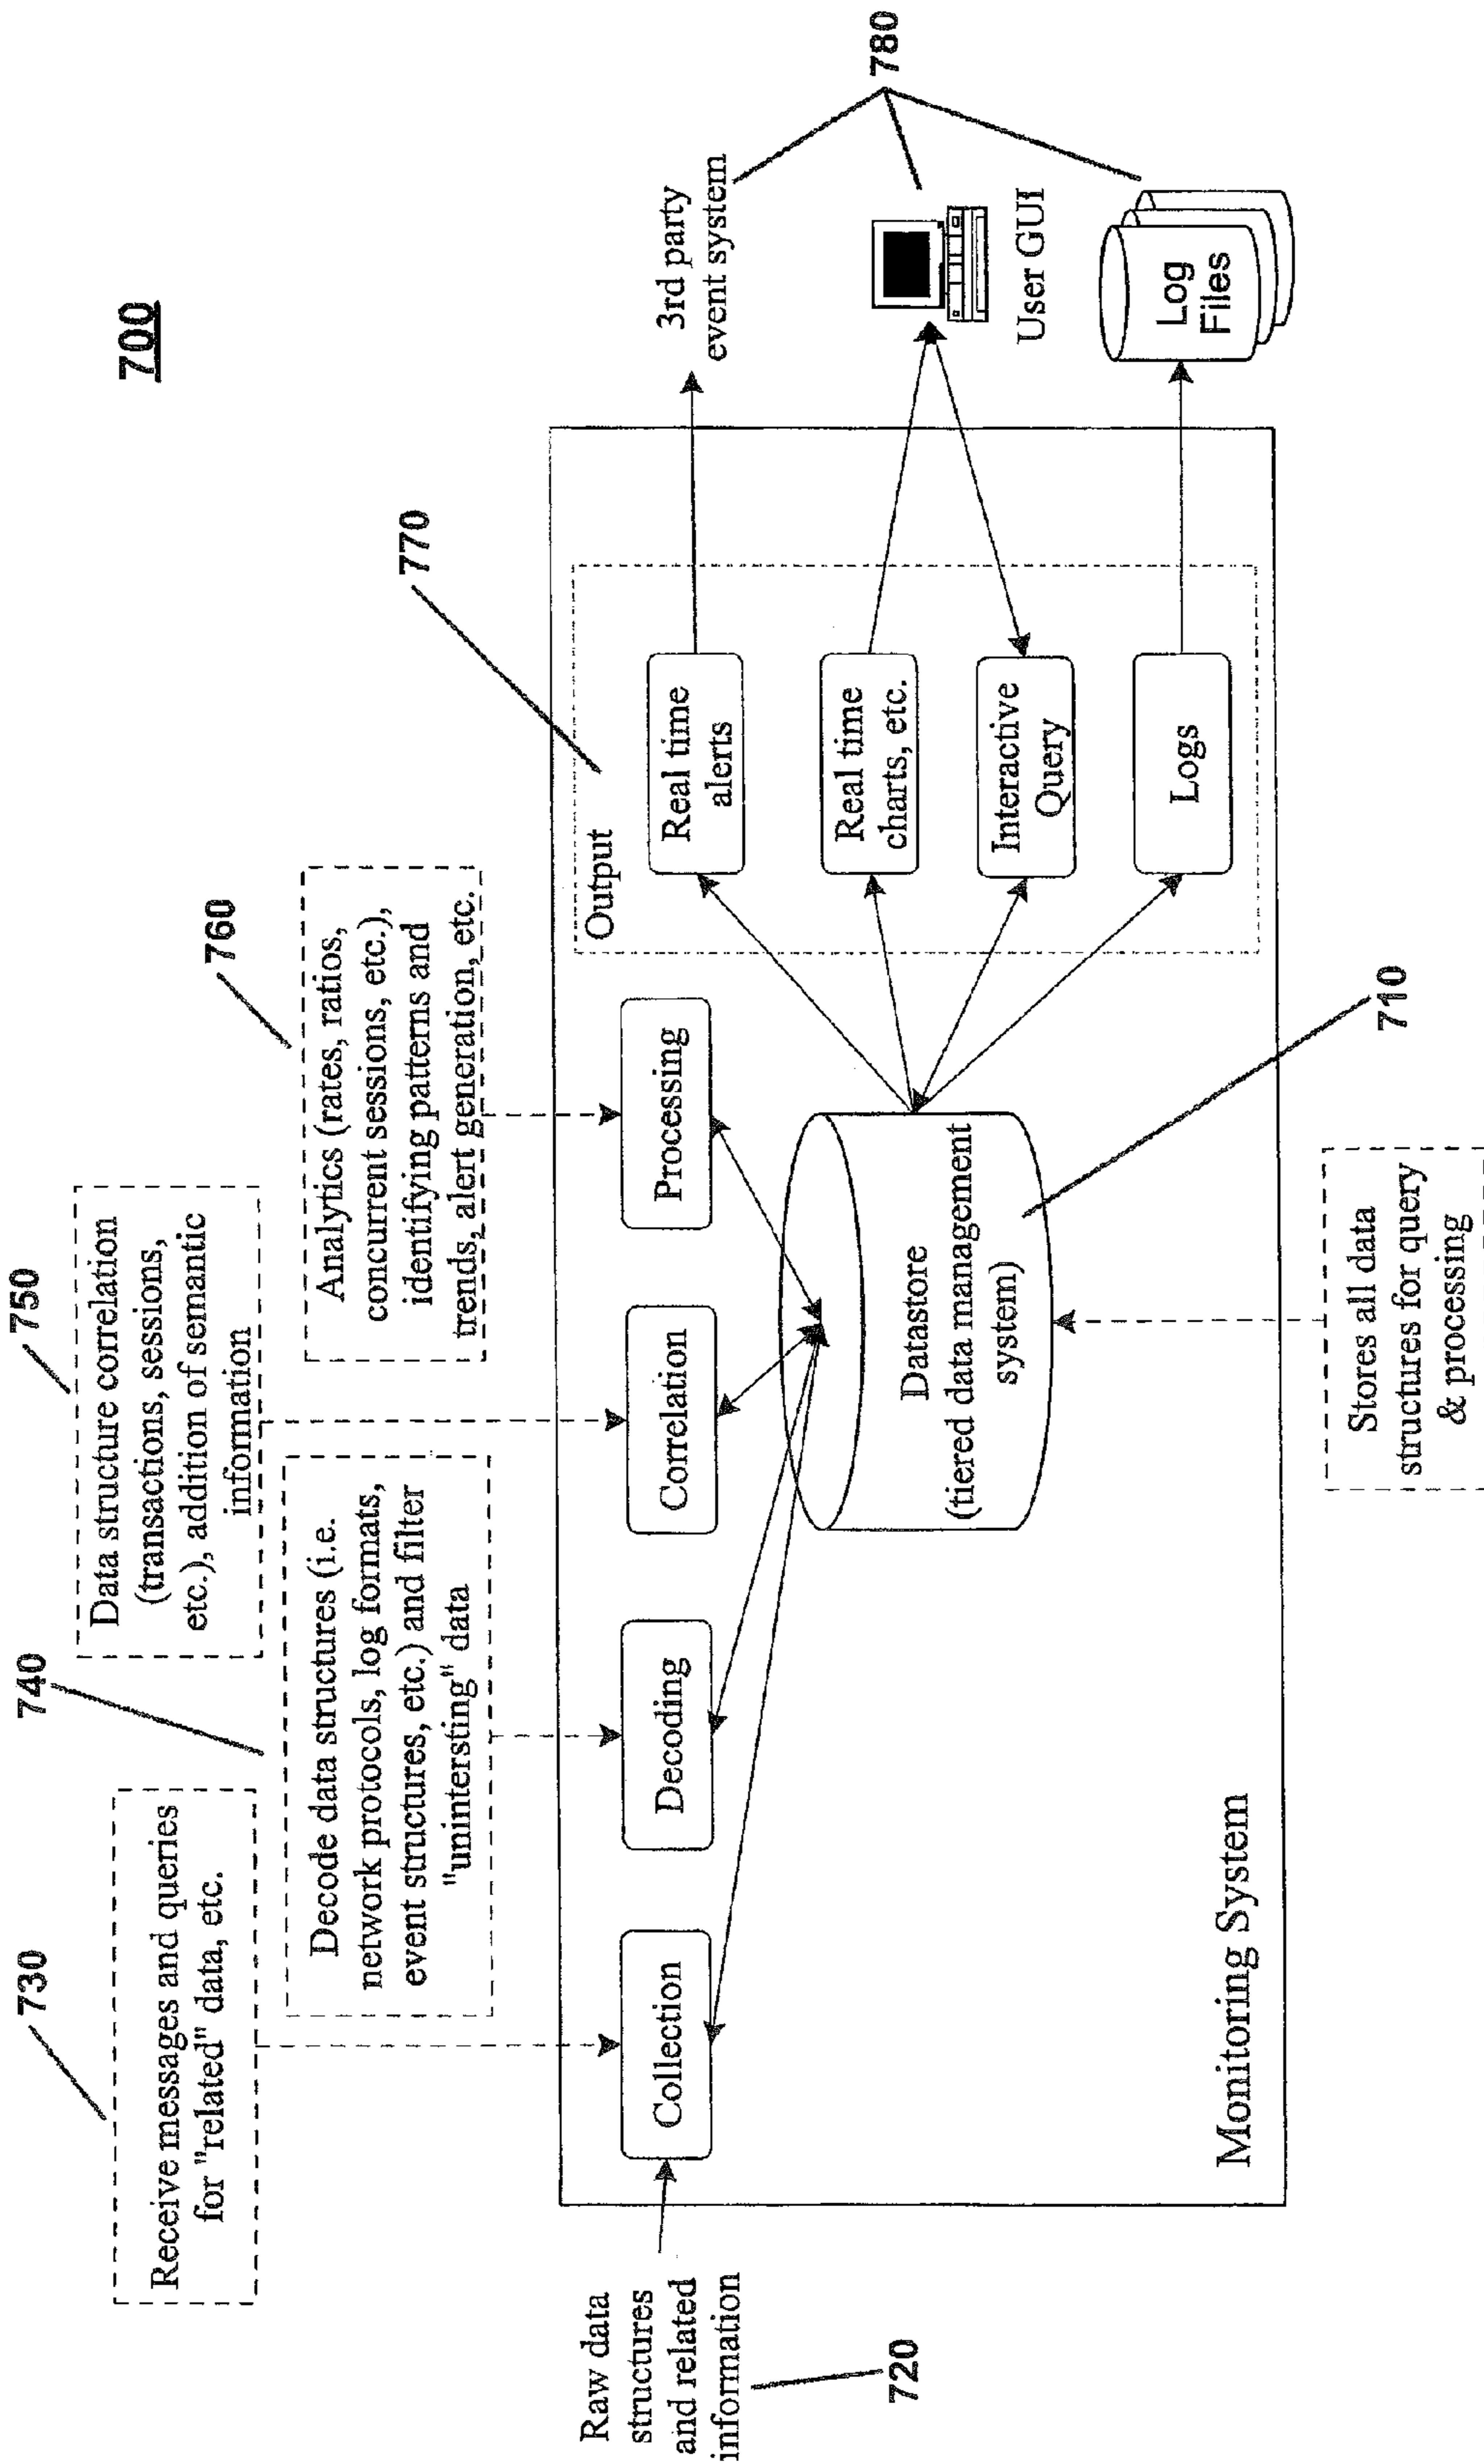 700
730
Receive messages and queries
for "related" data, etc.
740
Decode data structures (i.e.
network protocols, log formats,
event structures, etc.) and filter
"unintersting" data
750
Data structure correlation
(transactions, sessions,
etc.), addition of semantic
information
760
Analytics (rates, ratios,
concurrent sessions, etc.),
identifying patterns and
trends, alert generation, etc.
770
780
Raw data
structures
and related
information
720
Collection
Decoding
Correlation
Processing
Output
Real time
alerts
Real time
charts, etc.
Interactive
Query
Logs
3rd party
event system
User GUI
Log
Files
Datastore
(tiered data management
system)
710
Monitoring System
Stores all data
structures for query
& processing